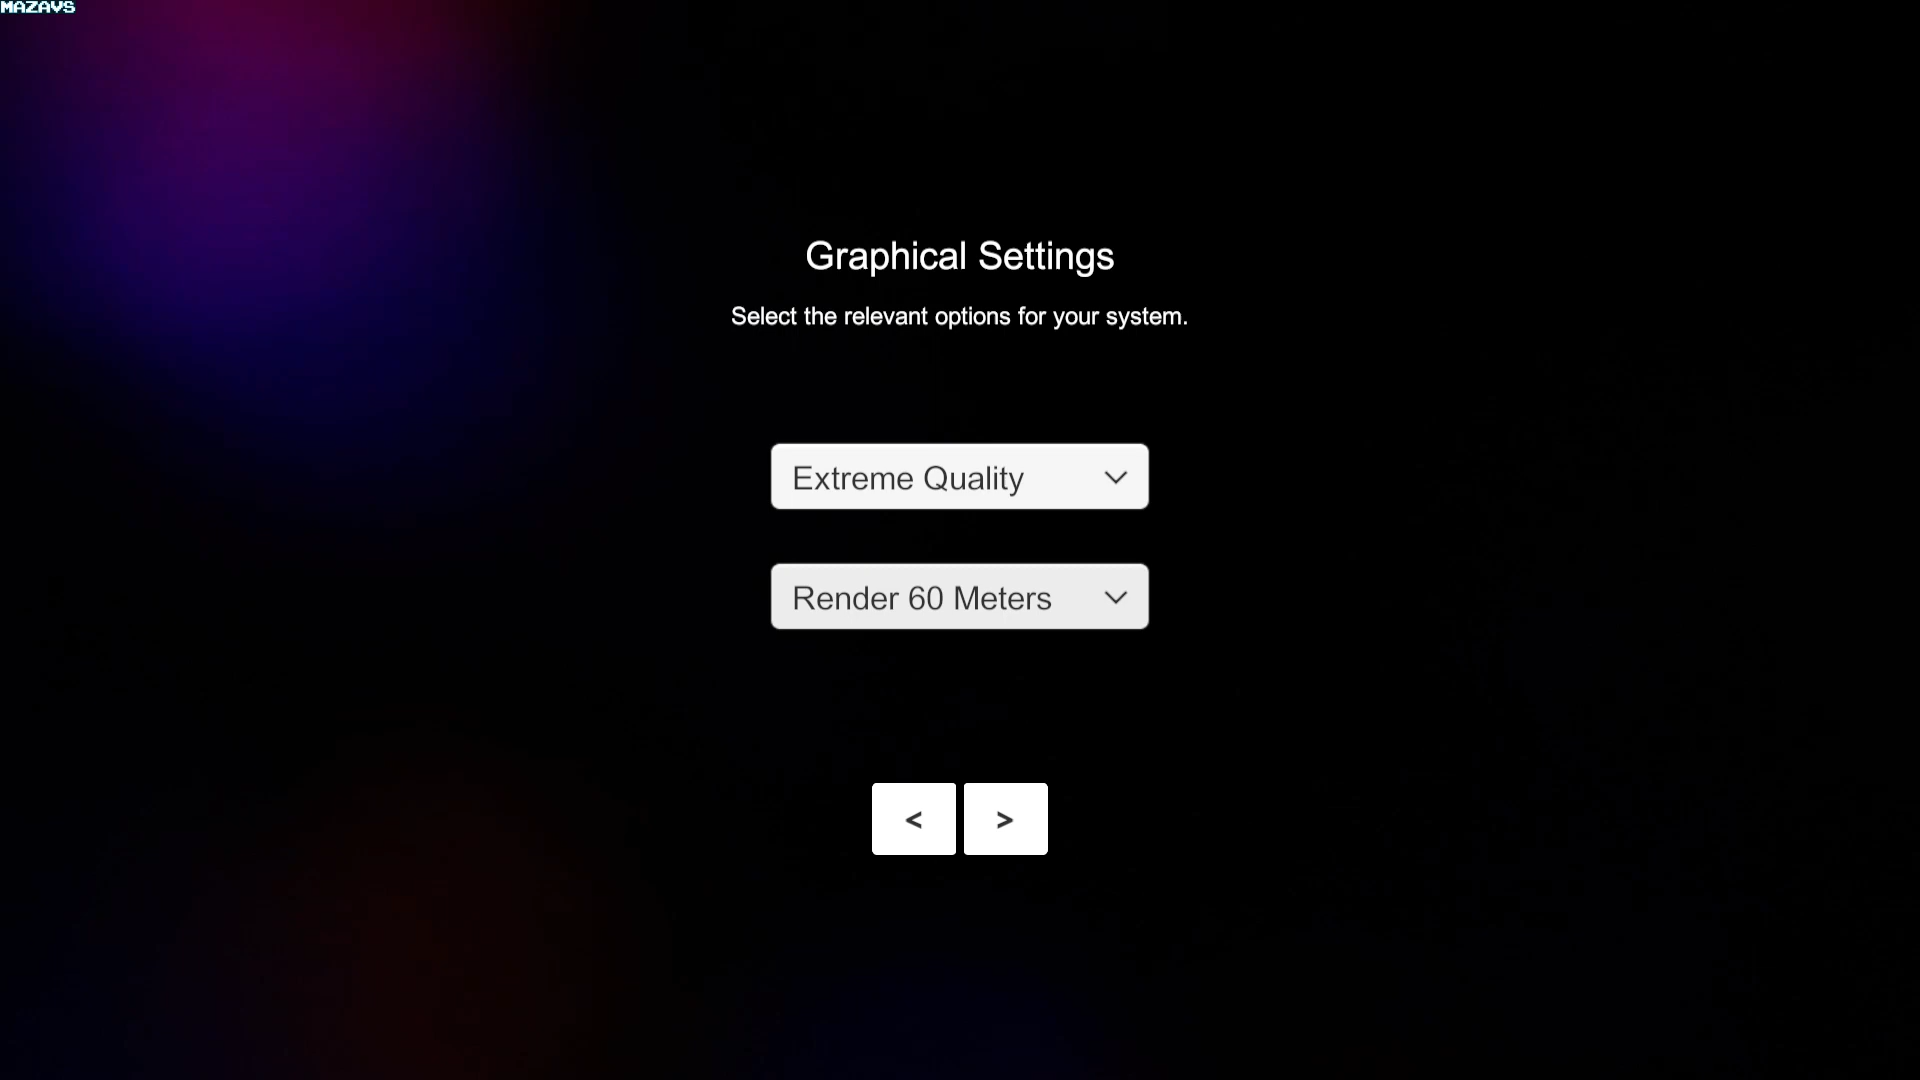 MAZAVS
Graphical Settings
Select the relevant options for your system.
Extreme Quality
Render 60 Meters
< >